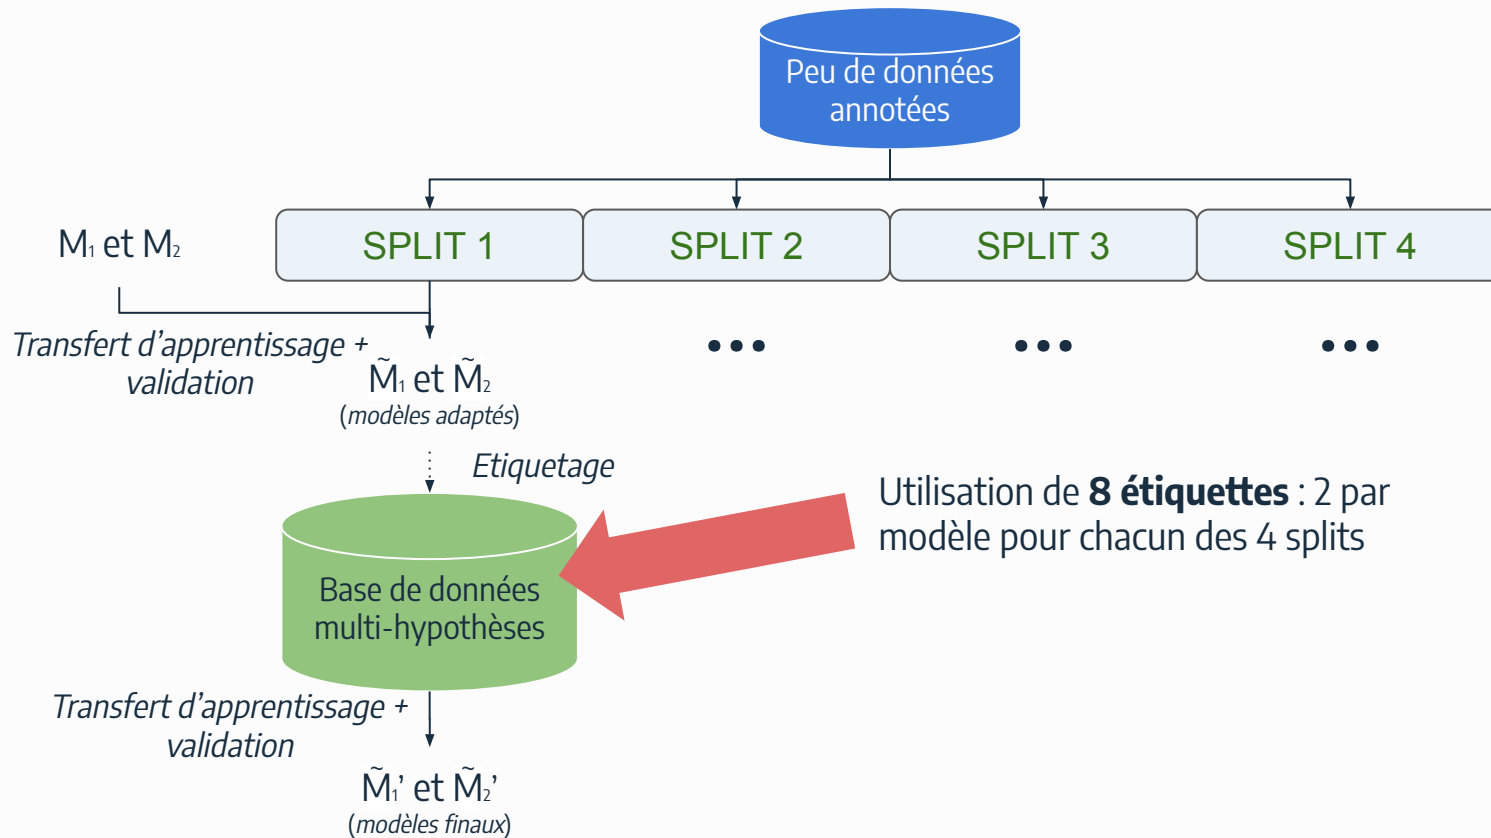 Peu de données
annotées
M₁ et M₂
SPLIT 1
SPLIT 2
SPLIT 3
SPLIT 4
Transfert d'apprentissage +
validation
•••
•••
•••
M̃₁ et M̃₂
(modèles adaptés)
Etiquetage
Utilisation de 8 étiquettes : 2 par
modèle pour chacun des 4 splits
Base de données
multi-hypothèses
Transfert d'apprentissage +
validation
M̃₁’ et M̃₂’
(modèles finaux)